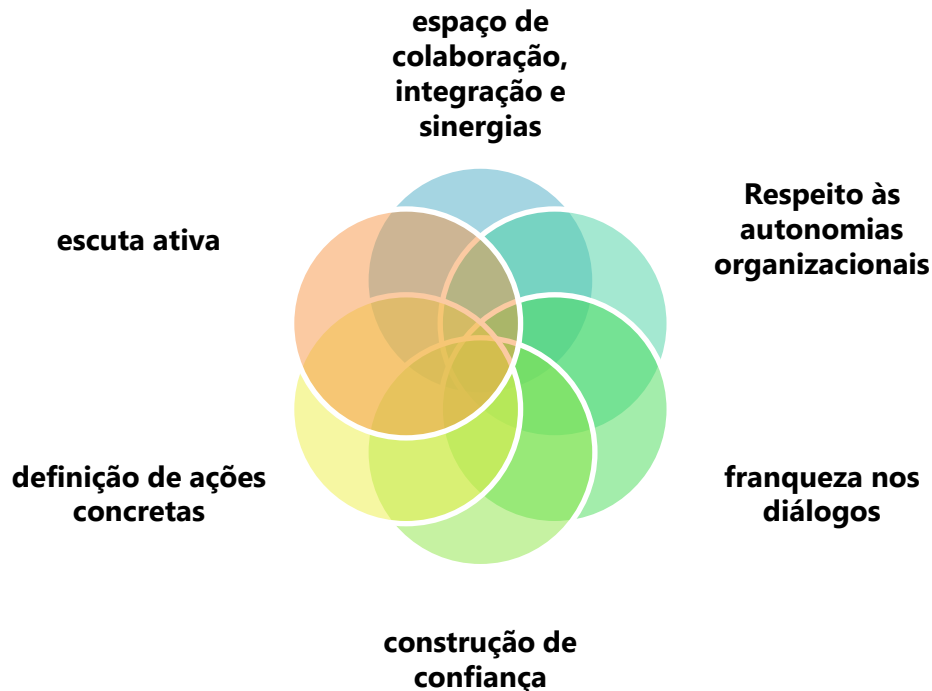 espaço de
colaboração,
integração e
sinergias
Respeito às
autonomias
organizacionais
franqueza nos
diálogos
construção de
confiança
definição de ações
concretas
escuta ativa